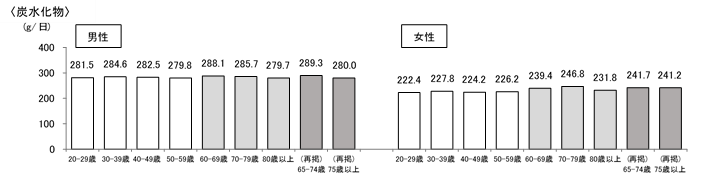 〈炭水化物〉
(g/日)
男性 女性
400
300
200
100
0
281.5 284.6 282.5 279.8 288.1 285.7 279.7 289.3 280.0
222.4 227.8 224.2 226.2 239.4 246.8 231.8 241.7 241.2
20-29歳 30-39歳 40-49歳 50-59歳 60-69歳 70-79歳 80歳以上 (再掲) (再掲)
65-74歳 75歳以上
20-29歳 30-39歳 40-49歳 50-59歳 60-69歳 70-79歳 80歳以上 (再掲) (再掲)
65-74歳 75歳以上